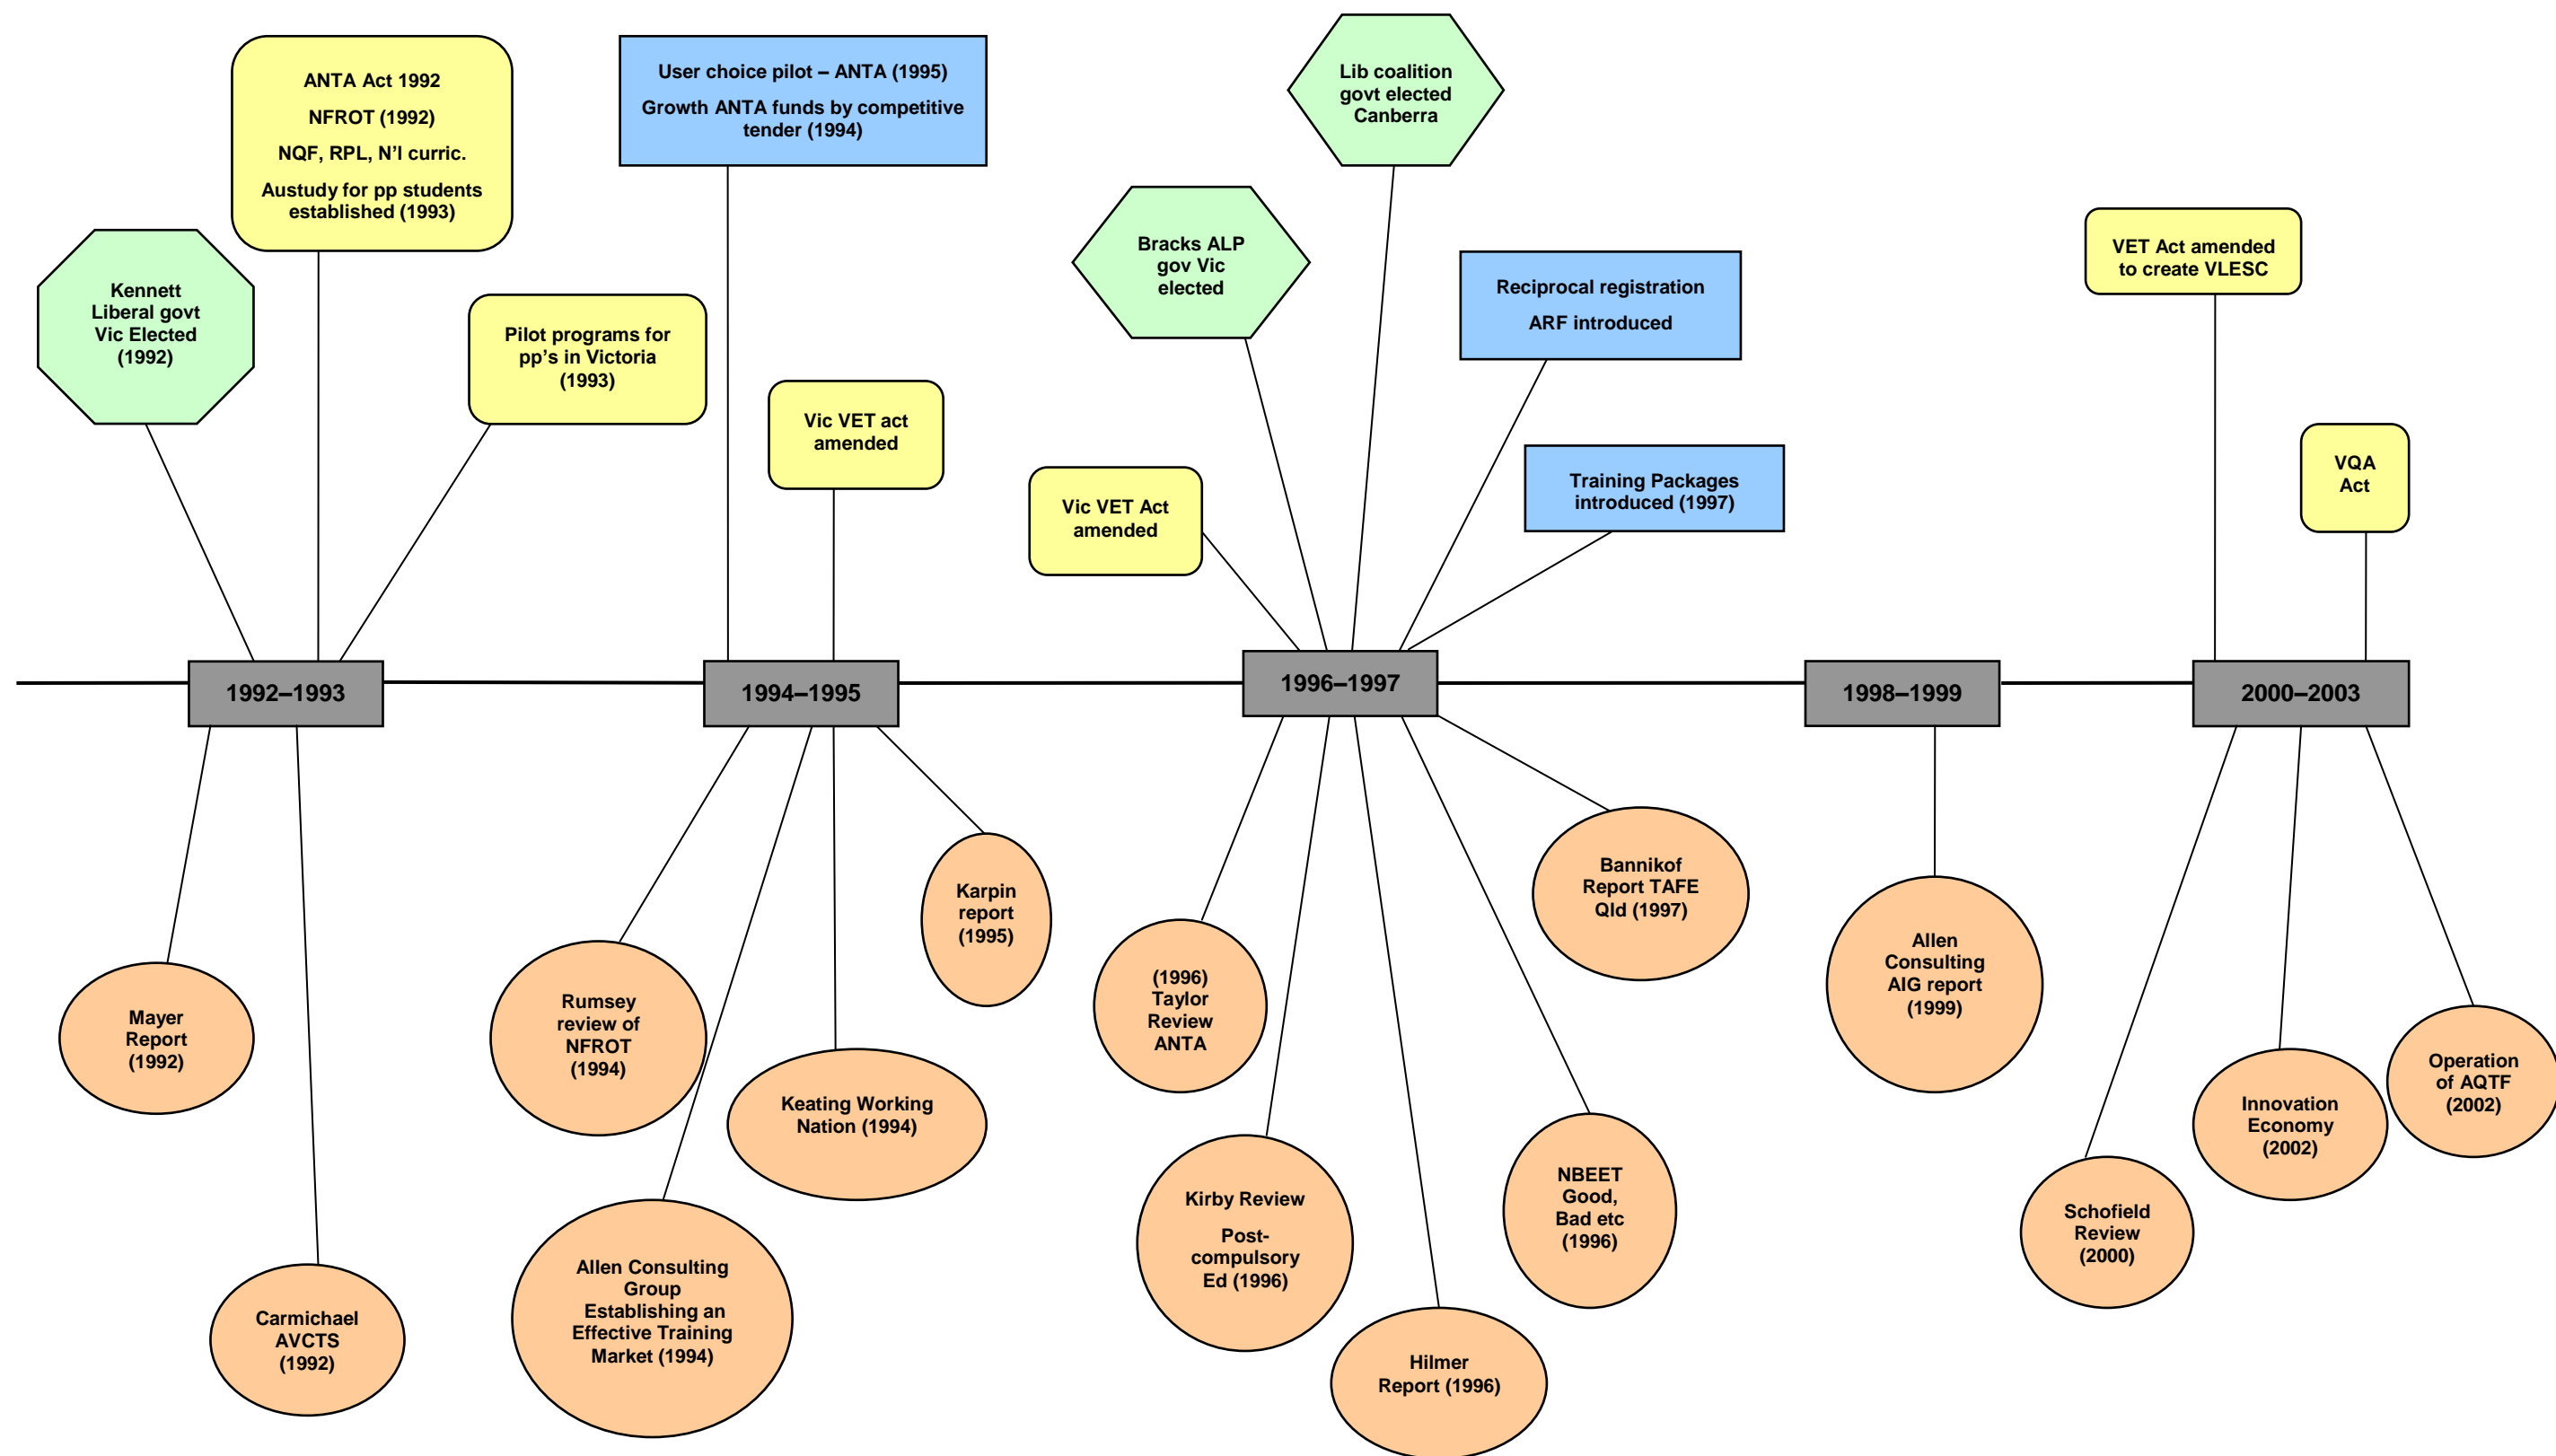 ANTA Act 1992
NFROT (1992)
NQF, RPL, N'l curric.
Austudy for pp students
established (1993)
Kennett
Liberal govt
Vic Elected
(1992)
Pilot programs for
pp's in Victoria
(1993)
User choice pilot – ANTA (1995)
Growth ANTA funds by competitive
tender (1994)
Vic VET act
amended
Lib coalition
govt elected
Canberra
Bracks ALP
gov Vic
elected
Vic VET Act
amended
Reciprocal registration
ARF introduced
Training Packages
introduced (1997)
VET Act amended
to create VLESC
VQA
Act
1992–1993
1994–1995
1996–1997
1998–1999
2000–2003
Mayer
Report
(1992)
Carmichael
AVCTS
(1992)
Rumsey
review of
NFROT
(1994)
Allen Consulting
Group
Establishing an
Effective Training
Market (1994)
Keating Working
Nation (1994)
Karpin
report
(1995)
(1996)
Taylor
Review
ANTA
Kirby Review
Post-
compulsory
Ed (1996)
Hilmer
Report (1996)
NBEET
Good,
Bad etc
(1996)
Bannikof
Report TAFE
Qld (1997)
Allen
Consulting
AIG report
(1999)
Schofield
Review
(2000)
Innovation
Economy
(2002)
Operation
of AQTF
(2002)